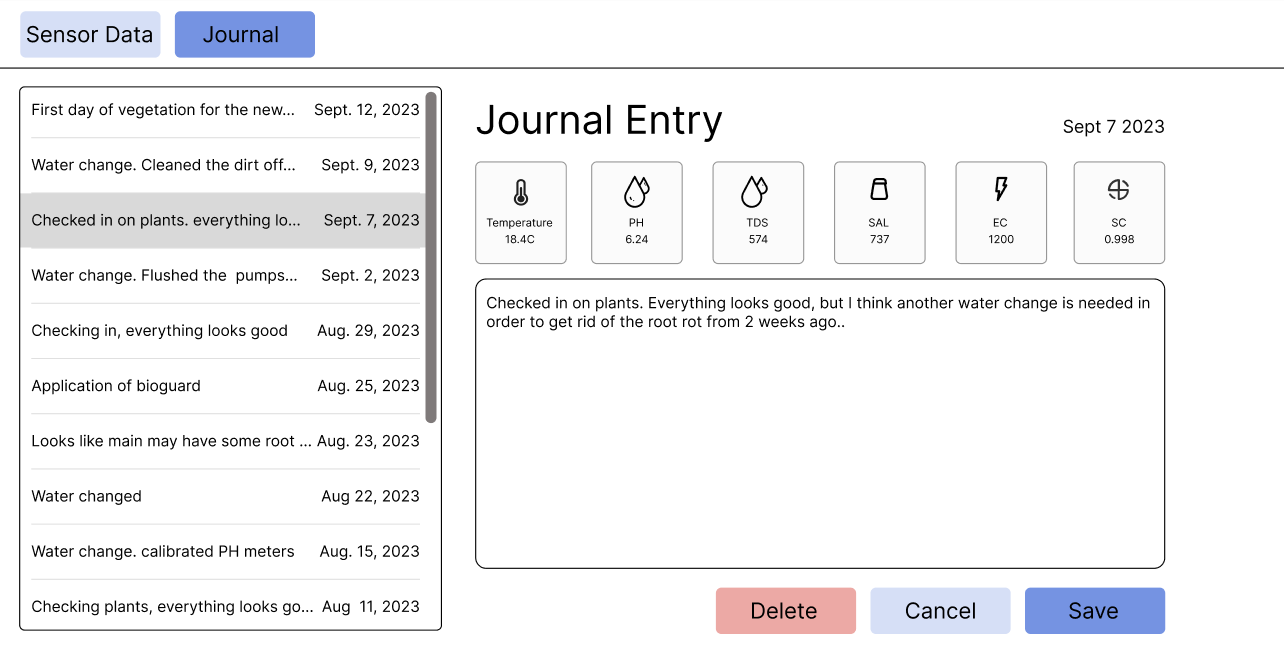 Sensor Data
Journal
First day of vegetation for the new... Sept. 12, 2023
Water change. Cleaned the dirt off... Sept. 9, 2023
Checked in on plants. everything lo... Sept. 7, 2023
Water change. Flushed the  pumps... Sept. 2, 2023
Checking in, everything looks good Aug. 29, 2023
Application of bioguard Aug. 25, 2023
Looks like main may have some root ... Aug. 23, 2023
Water changed Aug 22, 2023
Water change. calibrated PH meters Aug. 15, 2023
Checking plants, everything looks go... Aug  11, 2023
Journal Entry
Sept 7 2023
Temperature
18.4C
PH
6.24
TDS
574
SAL
737
EC
1200
SC
0.998
Checked in on plants. Everything looks good, but I think another water change is needed in
order to get rid of the root rot from 2 weeks ago..
Delete
Cancel
Save